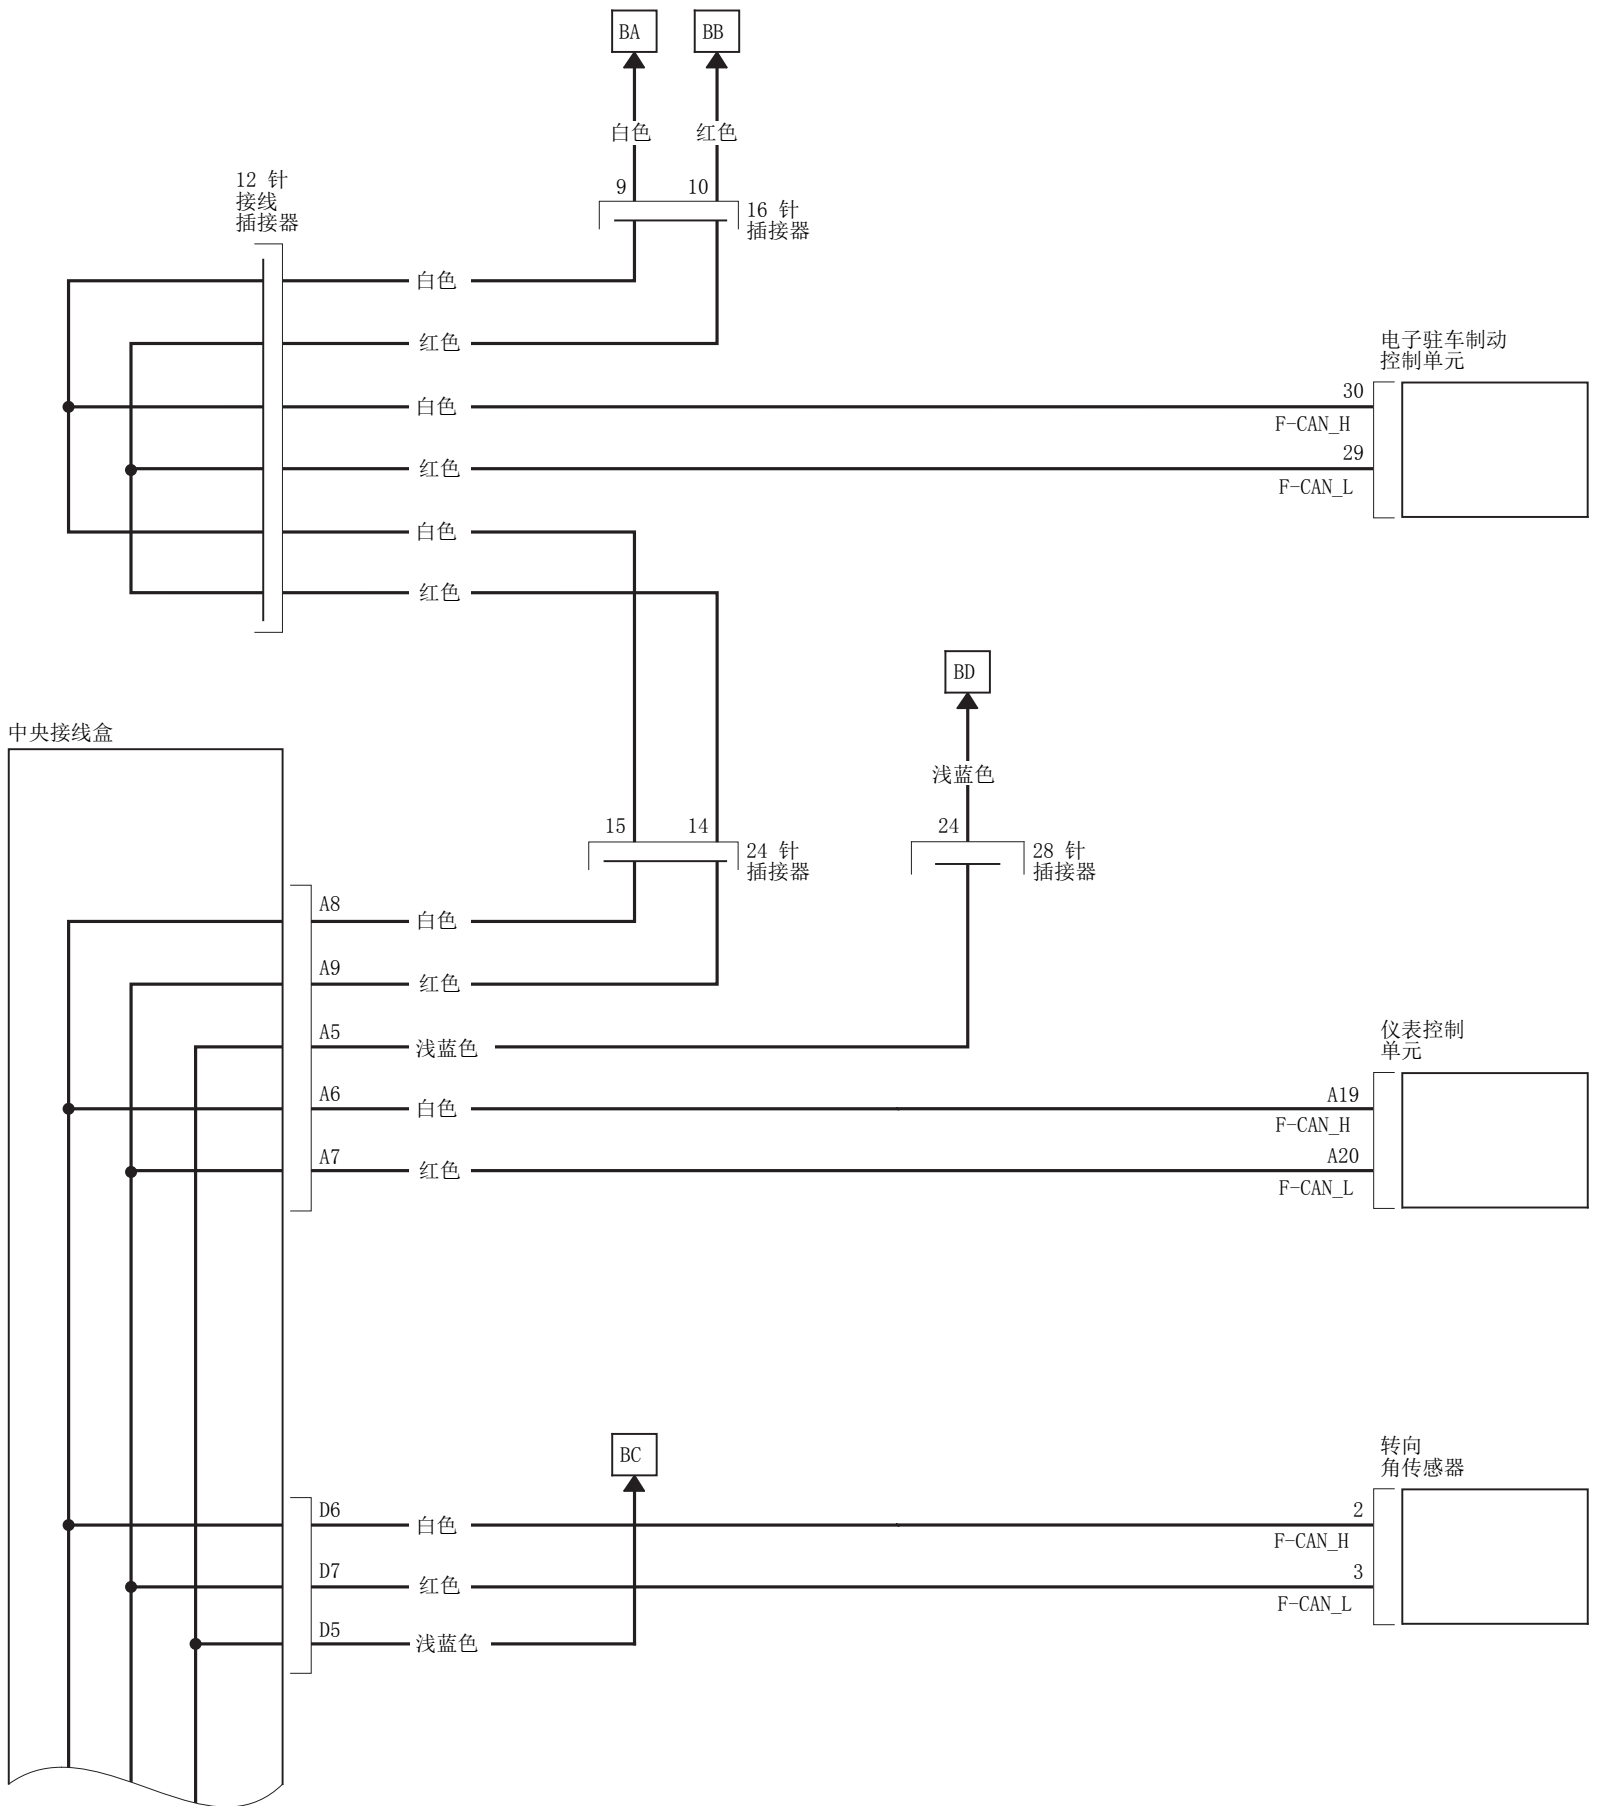 BA
BB
白色
红色
9
10
12 针
接线
插接器
16 针
插接器
白色
红色
电子驻车制动
控制单元
30
白色
F-CAN_H
29
红色
F-CAN_L
白色
红色
BD
中央接线盒
浅蓝色
15
14
24
24 针
插接器
28 针
插接器
A8
白色
A9
红色
A5
浅蓝色
仪表控制
单元
A6
白色
A19
F-CAN_H
A7
红色
A20
F-CAN_L
BC
转向
角传感器
D6
白色
2
F-CAN_H
D7
红色
3
F-CAN_L
D5
浅蓝色